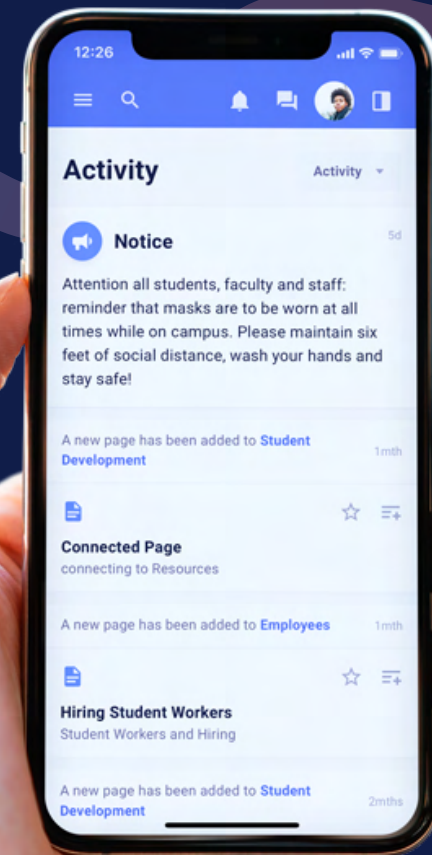 12:26
Activity
Activity
Notice
5d
Attention all students, faculty and staff:
reminder that masks are to be worn at all
times while on campus. Please maintain six
feet of social distance, wash your hands and
stay safe!
A new page has been added to Student
Development
1mth
Connected Page
connecting to Resources
A new page has been added to Employees
1mth
Hiring Student Workers
Student Workers and Hiring
A new page has been added to Student
Development
2mths